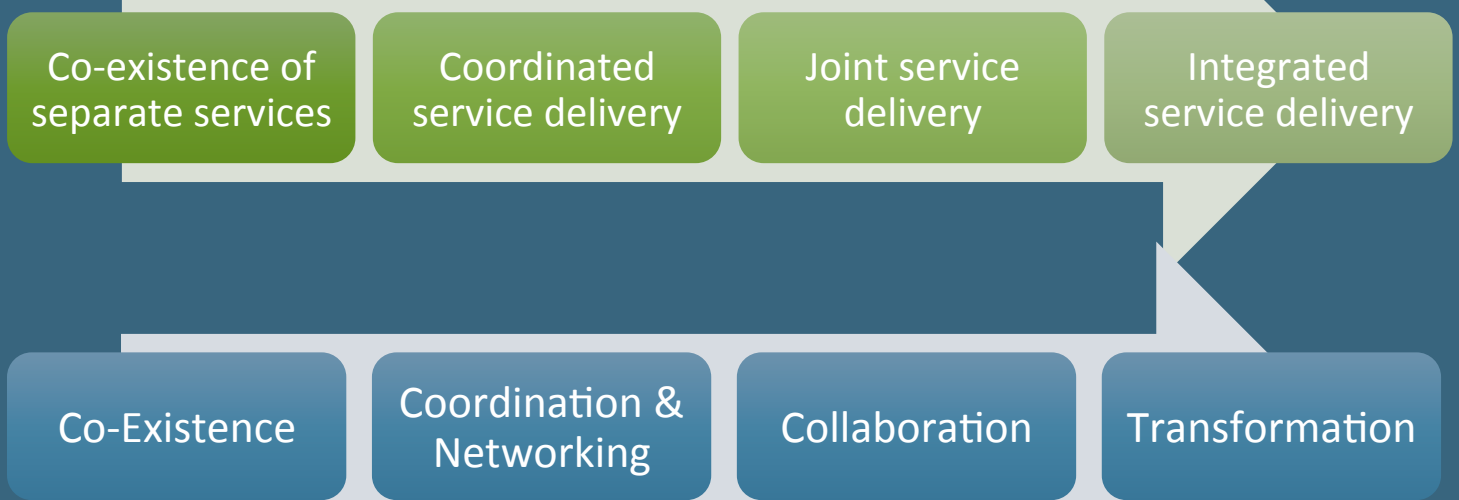 Co-existence of
separate services
Coordinated
service delivery
Joint service
delivery
Integrated
service delivery
Co-Existence
Coordination &
Networking
Collaboration
Transformation